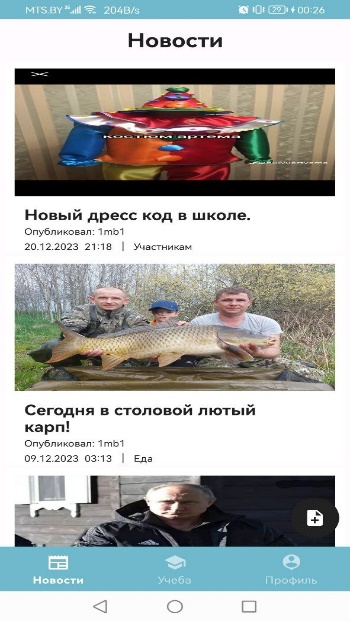 MTS.BY 204B/s 29 00:26
Новости
костюм артема
Новый дресс код в школе.
Опубликовал: 1mb1
20.12.2023 21:18 | Участникам
Сегодня в столовой лютый
карп!
Опубликовал: 1mb1
09.12.2023 03:13 | Еда
Новости Учеба Профиль